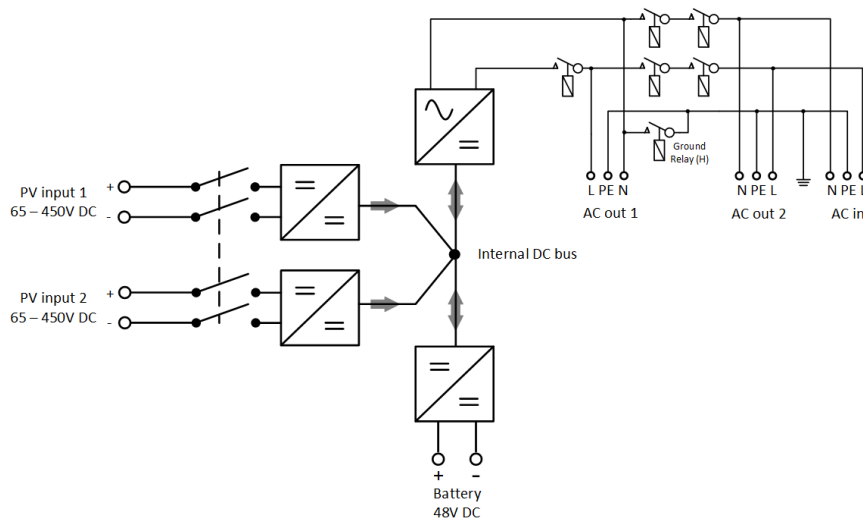 Ground
Relay (H)
L PE N
N PE L
N PE L
AC out 1
AC out 2
AC in
+
PV input 1
65 – 450V DC
-
Internal DC bus
+
PV input 2
65 – 450V DC
-
+ -
Battery
48V DC